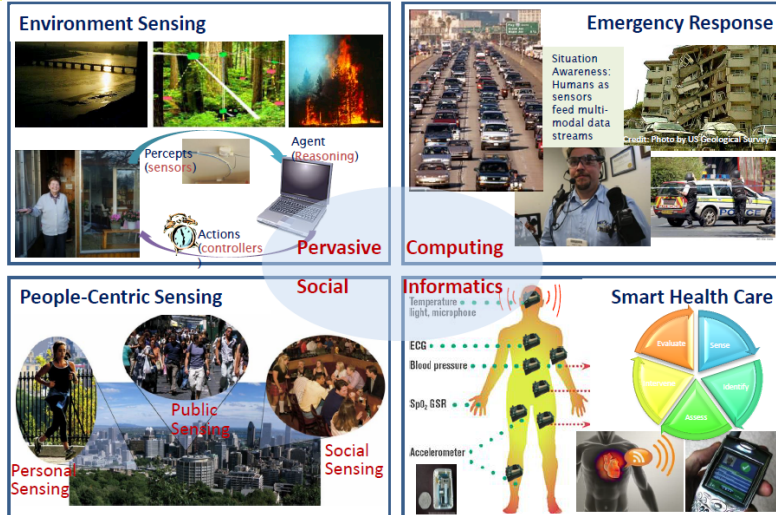 Environment Sensing
Percepts
(sensors)
Agent
(Reasoning)
Actions
(controllers
)
Emergency Response
Situation
Awareness:
Humans as
sensors
feed multi-
modal data
streams
Credit: Photo by US Geological Survey
POLICE
Pervasive Computing
Social Informatics
People-Centric Sensing
Personal
Sensing
Public
Sensing
Social
Sensing
Smart Health Care
Temperature
light, microphoxe
ECG
Blood pressure
SpO₂ GSR
Accelerometer
Evaluate
Sense
Identify
Assess